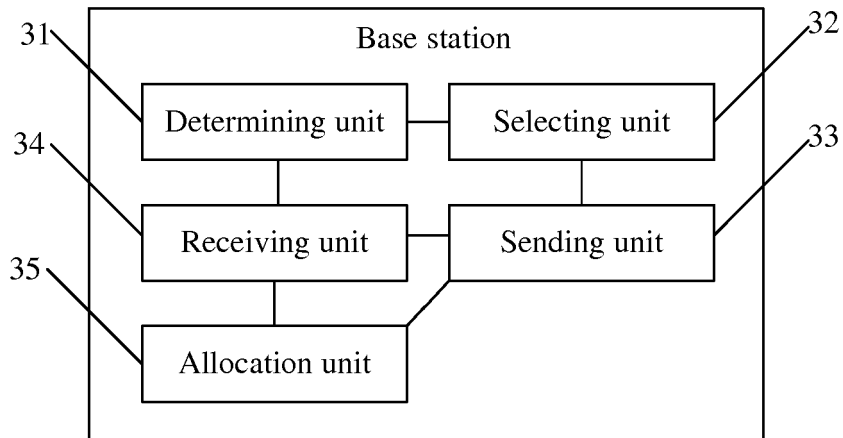 Base station
31
32
Determining unit
Selecting unit
34
33
Receiving unit
Sending unit
35
Allocation unit